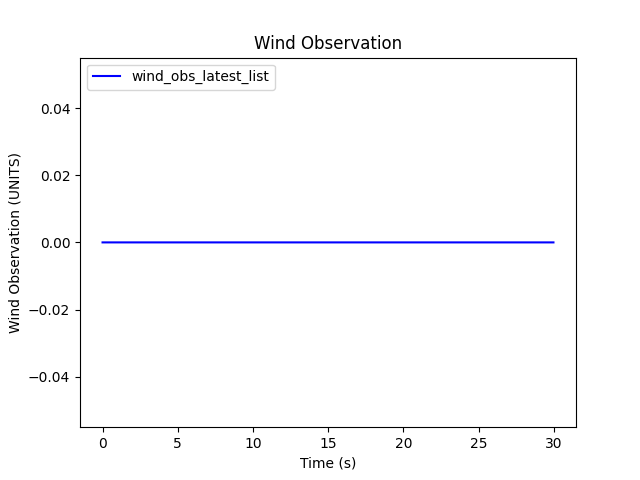 Wind Observation
wind_obs_latest_list
Wind Observation (UNITS)
0.04
0.02
0.00
−0.02
−0.04
0 5 10 15 20 25 30
Time (s)